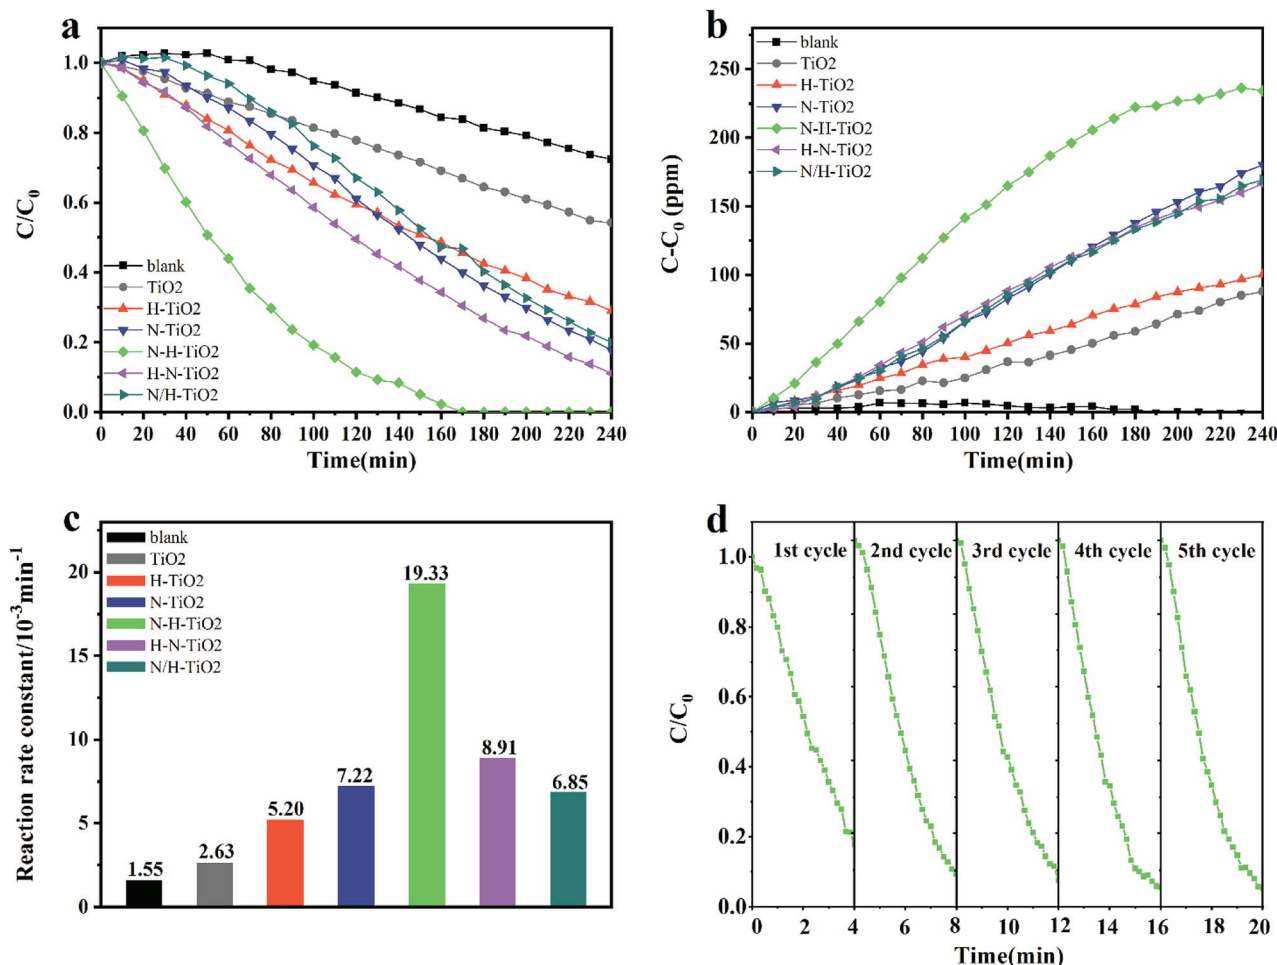 a
C/C0
1.0
0.8
0.6
0.4
0.2
0.0
blank
TiO2
H-TiO2
N-TiO2
N-H-TiO2
H-N-TiO2
N/H-TiO2
0 20 40 60 80 100 120 140 160 180 200 220 240
Time(min)
b
C-C0 (ppm)
250
200
150
100
50
0
blank
TiO2
H-TiO2
N-TiO2
N-H-TiO2
H-N-TiO2
N/H-TiO2
0 20 40 60 80 100 120 140 160 180 200 220 240
Time(min)
c
Reaction rate constant/10-3min-1
20
15
10
5
0
blank
TiO2
H-TiO2
N-TiO2
N-H-TiO2
H-N-TiO2
N/H-TiO2
1.55
2.63
5.20
7.22
19.33
8.91
6.85
d
C/C0
1.0
0.8
0.6
0.4
0.2
0.0
1st cycle 2nd cycle 3rd cycle 4th cycle 5th cycle
0 2 4 6 8 10 12 14 16 18 20
Time(min)